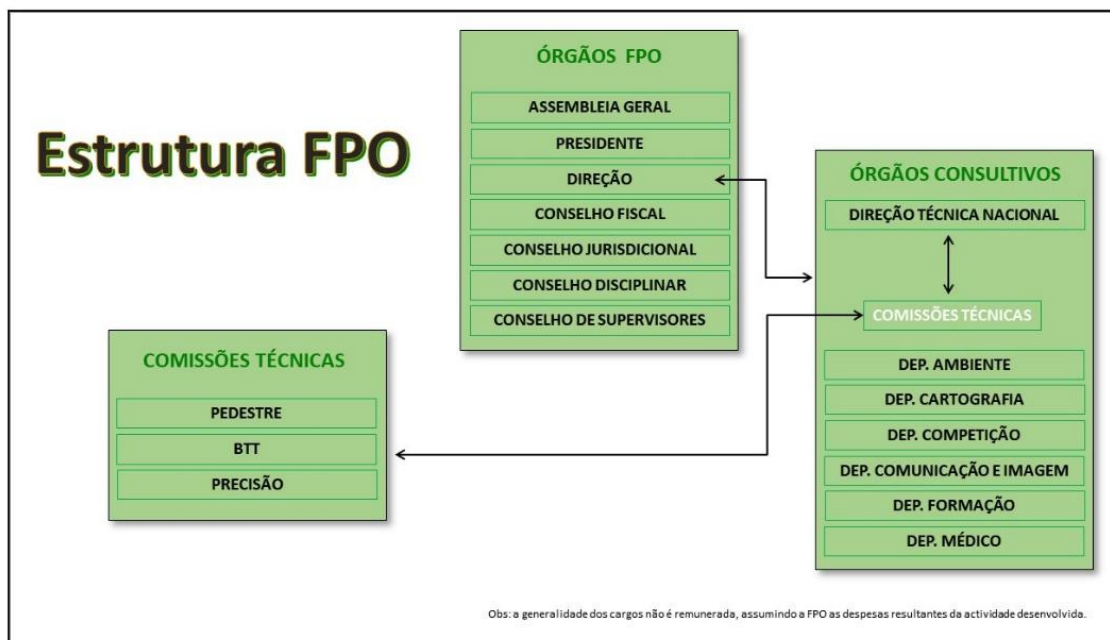 Estrutura FPO
ÓRGÃOS FPO
ASSEMBLEIA GERAL
PRESIDENTE
DIREÇÃO
CONSELHO FISCAL
CONSELHO JURISDICIONAL
CONSELHO DISCIPLINAR
CONSELHO DE SUPERVISORES
ÓRGÃOS CONSULTIVOS
DIREÇÃO TÉCNICA NACIONAL
COMISSÕES TÉCNICAS
DEP. AMBIENTE
DEP. CARTOGRAFIA
DEP. COMPETIÇÃO
DEP. COMUNICAÇÃO E IMAGEM
DEP. FORMAÇÃO
DEP. MÉDICO
COMISSÕES TÉCNICAS
PEDESTRE
BTT
PRECISÃO
Obs: a generalidade dos cargos não é remunerada, assumindo a FPO as despesas resultantes da actividade desenvolvida.